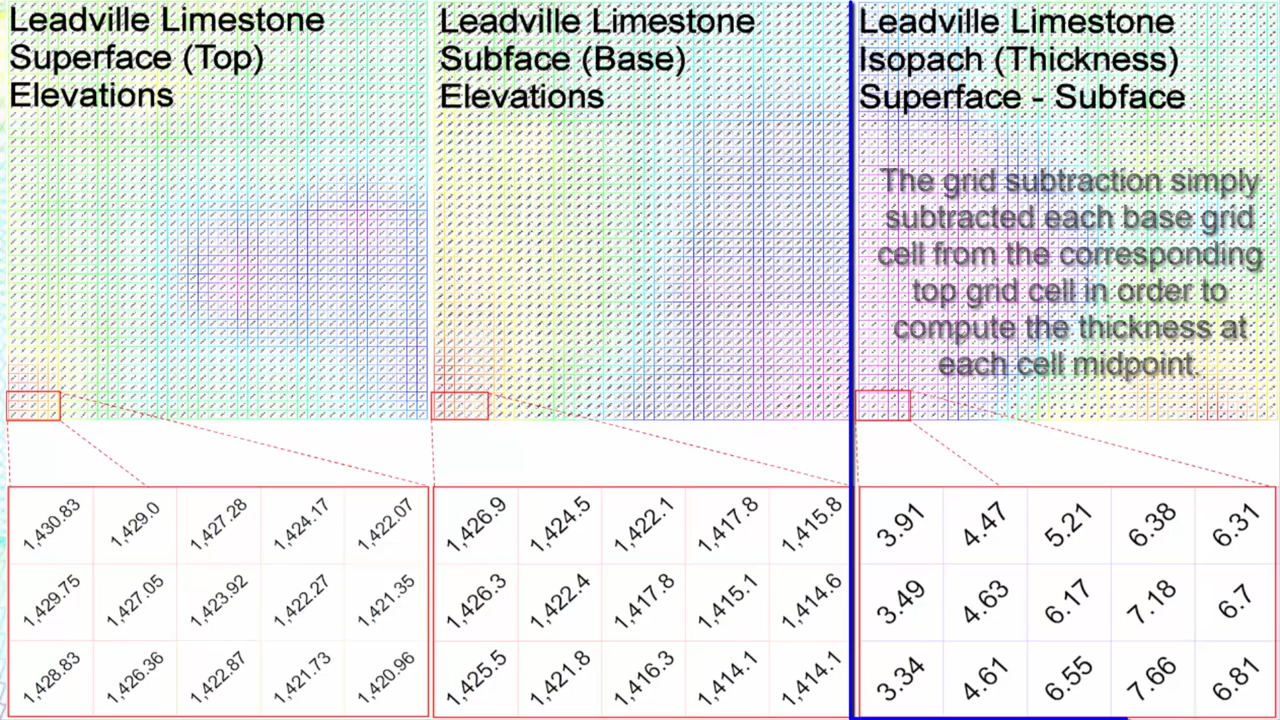 Leadville Limestone
Superface (Top)
Elevations
Leadville Limestone
Subface (Base)
Elevations
Leadville Limestone
Isopach (Thickness)
Superface - Subface
The grid subtraction simply
subtracted each base grid
cell from the corresponding
top grid cell in order to
compute the thickness at
each cell midpoint.
1,430.83 1,429.0 1,427.28 1,424.17 1,422.07
1,429.75 1,427.05 1,423.92 1,422.27 1,421.35
1,428.83 1,426.36 1,422.87 1,421.73 1,420.96
1,426.9 1,424.5 1,422.1 1,417.8 1,415.8
1,426.3 1,422.4 1,417.8 1,415.1 1,414.6
1,425.5 1,421.8 1,416.3 1,414.1 1,414.1
3.91 4.47 5.21 6.38 6.31
3.49 4.63 6.17 7.18 6.7
3.34 4.61 6.55 7.66 6.81